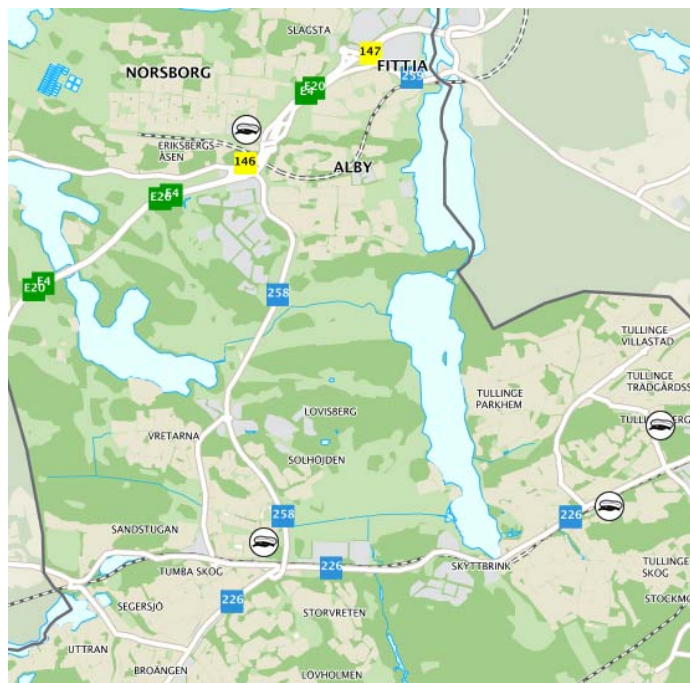 SLAGSTA
147
FITTJA
259
NORSBORG
E20
E4
ERIKSBERGS
ÅSEN
146
ALBY
E4
E20
E4
E20
258
TULLINGE
VILLASTAD
TULLINGE
TRÄDGÅRDSS
TULLINGE
PARKHEM
LOVISBERG
VRETARNA
SOLHÖJDEN
258
226
SANDSTUGAN
TUMBA SKOG
226
SKYTTBRINK
TULLINGE
SKOG
226
SEGERSJÖ
STORVRETEN
STOCKMO
UTTRAN
BROÄNGEN
LÖVHOLMEN